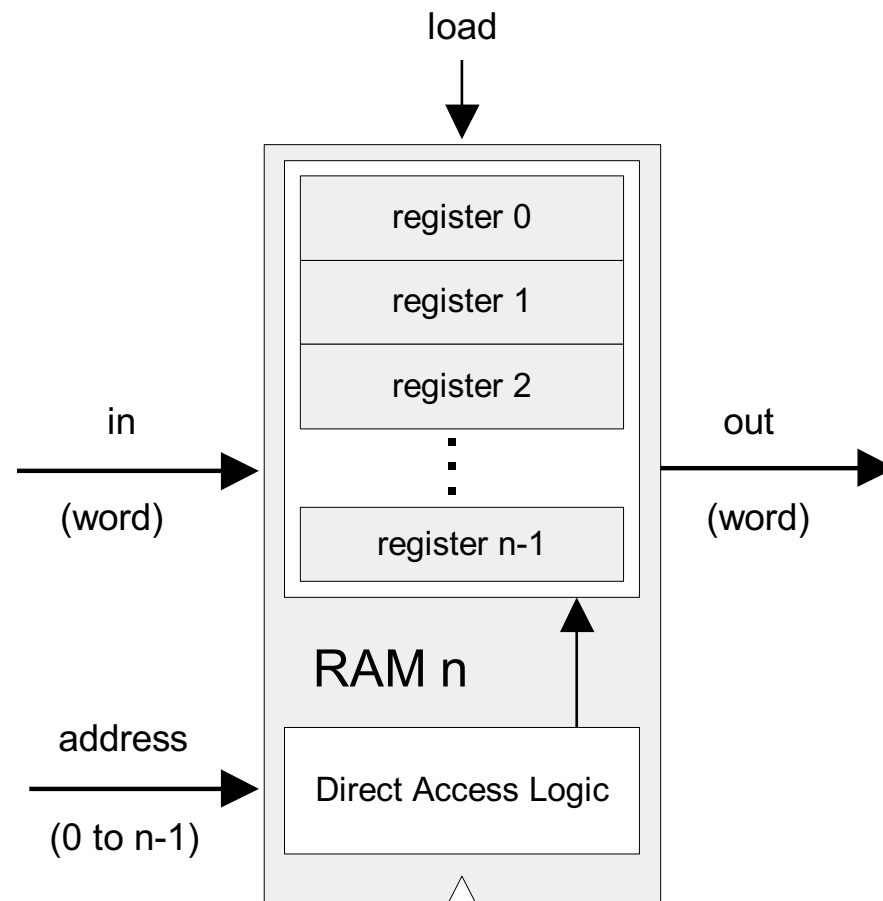 load
register 0
register 1
register 2
in
out
(word)
(word)
register n-1
RAM n
address
Direct Access Logic
(0 to n-1)